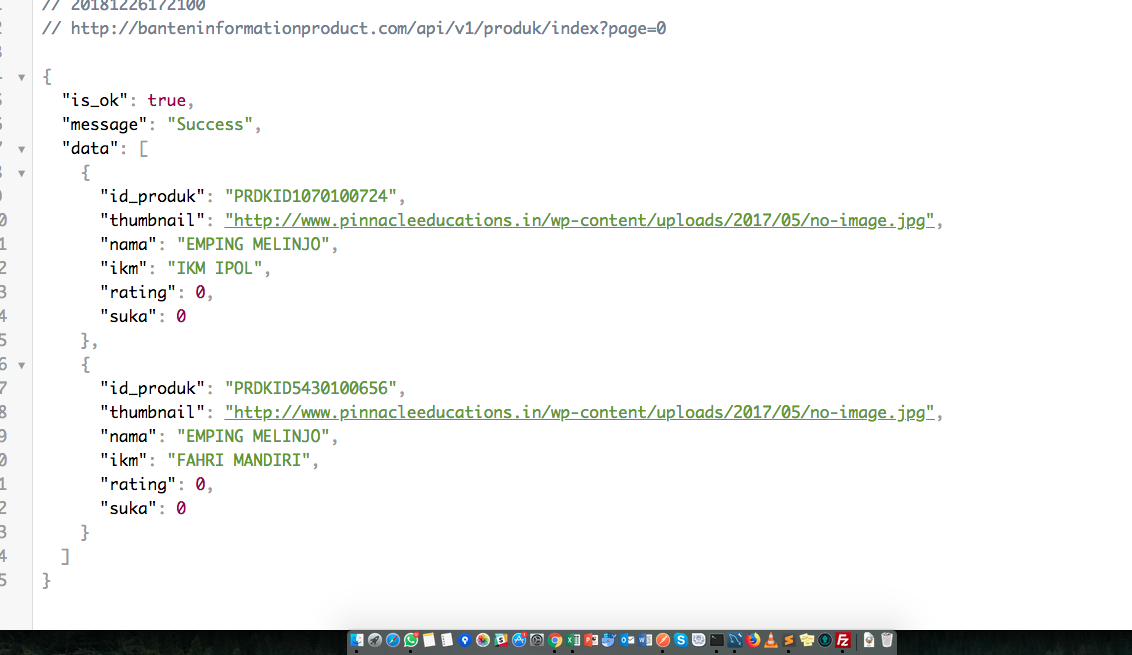 // 20181226172100
// http://banteninformationproduct.com/api/v1/produk/index?page=0
{
"is_ok": true,
"message": "Success",
"data": [
{
"id_produk": "PRDKID1070100724",
"thumbnail": "http://www.pinnacleeducations.in/wp-content/uploads/2017/05/no-image.jpg",
"nama": "EMPING MELINJO",
"ikm": "IKM IPOL",
"rating": 0,
"suka": 0
},
{
"id_produk": "PRDKID5430100656",
"thumbnail": "http://www.pinnacleeducations.in/wp-content/uploads/2017/05/no-image.jpg",
"nama": "EMPING MELINJO",
"ikm": "FAHRI MANDIRI",
"rating": 0,
"suka": 0
}
]
}